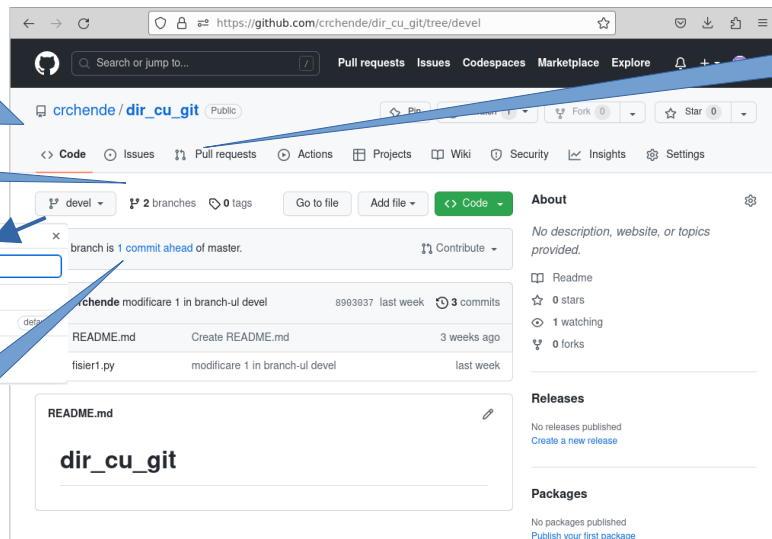 https://github.com/crchende/dir_cu_git/tree/devel
Search or jump to... /
Pull requests Issues Codespaces Marketplace Explore
crchende / dir_cu_git Public
Pin
1
Fork 0
Star 0
Code Issues Pull requests Actions Projects Wiki Security Insights Settings
devel 2 branches 0 tags Go to file Add file Code
branch is 1 commit ahead of master. Contribute
modificare 1 in branch-ul devel 8903037 last week 3 commits
README.md Create README.md 3 weeks ago
fisier1.py modificare 1 in branch-ul devel last week
README.md
dir_cu_git
About
No description, website, or topics
provided.
Readme
0 stars
1 watching
0 forks
Releases
No releases published
Create a new release
Packages
No packages published
Publish your first package